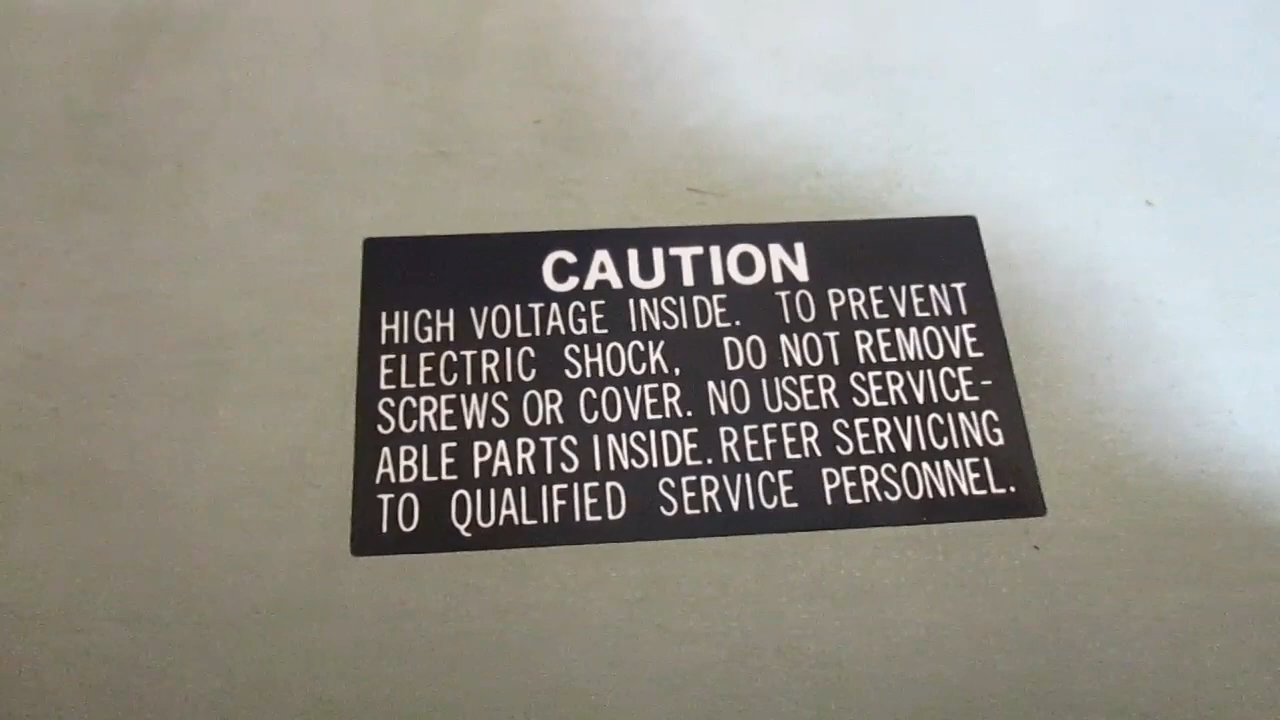 CAUTION
HIGH VOLTAGE INSIDE. TO PREVENT
ELECTRIC SHOCK, DO NOT REMOVE
SCREWS OR COVER. NO USER SERVICE-
ABLE PARTS INSIDE. REFER SERVICING
TO QUALIFIED SERVICE PERSONNEL.